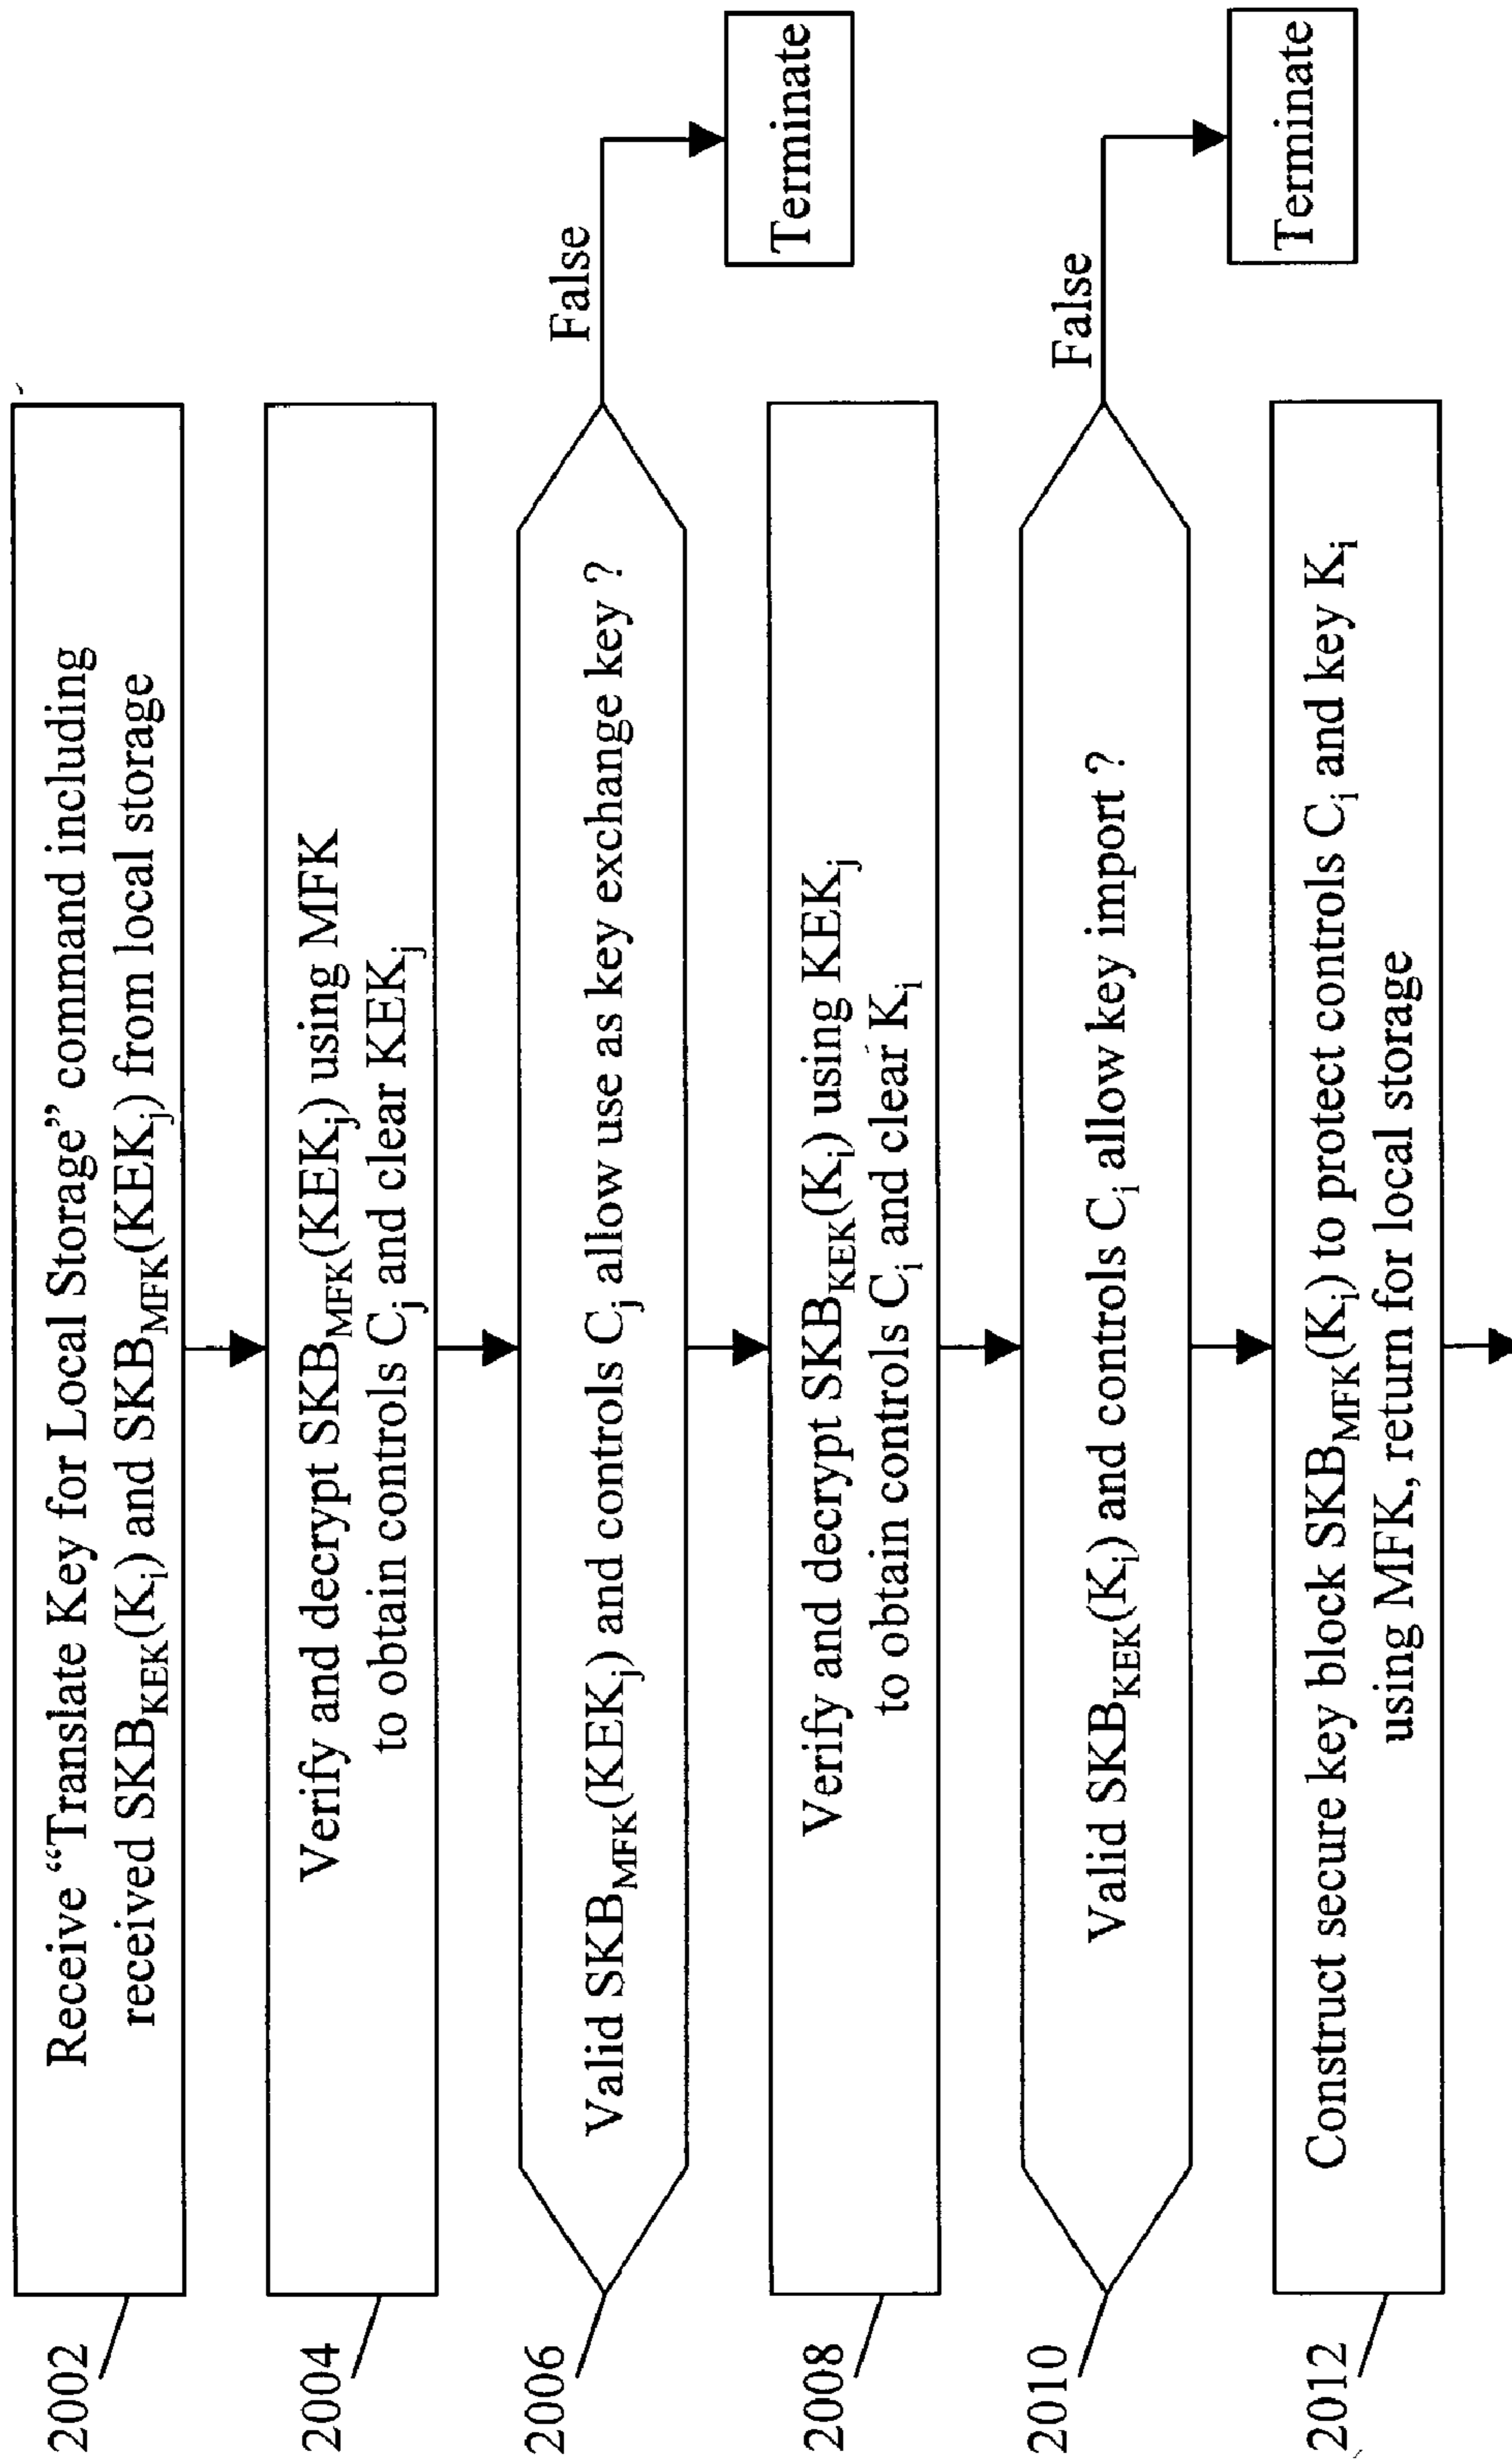 2002
Receive “Translate Key for Local Storage” command including
received SKB_KEK(K_i) and SKB_MFK(KEK_j) from local storage
2004
Verify and decrypt SKB_MFK(KEK_j) using MFK
to obtain controls C_j and clear KEK_j
2006
Valid SKB_MFK(KEK_j) and controls C_j allow use as key exchange key ?
False
Terminate
2008
Verify and decrypt SKB_KEK(K_i) using KEK_j
to obtain controls C_i and clear K_i
2010
Valid SKB_KEK(K_i) and controls C_i allow key import ?
False
Terminate
2012
Construct secure key block SKB_MFK(K_i) to protect controls C_i and key K_i
using MFK, return for local storage